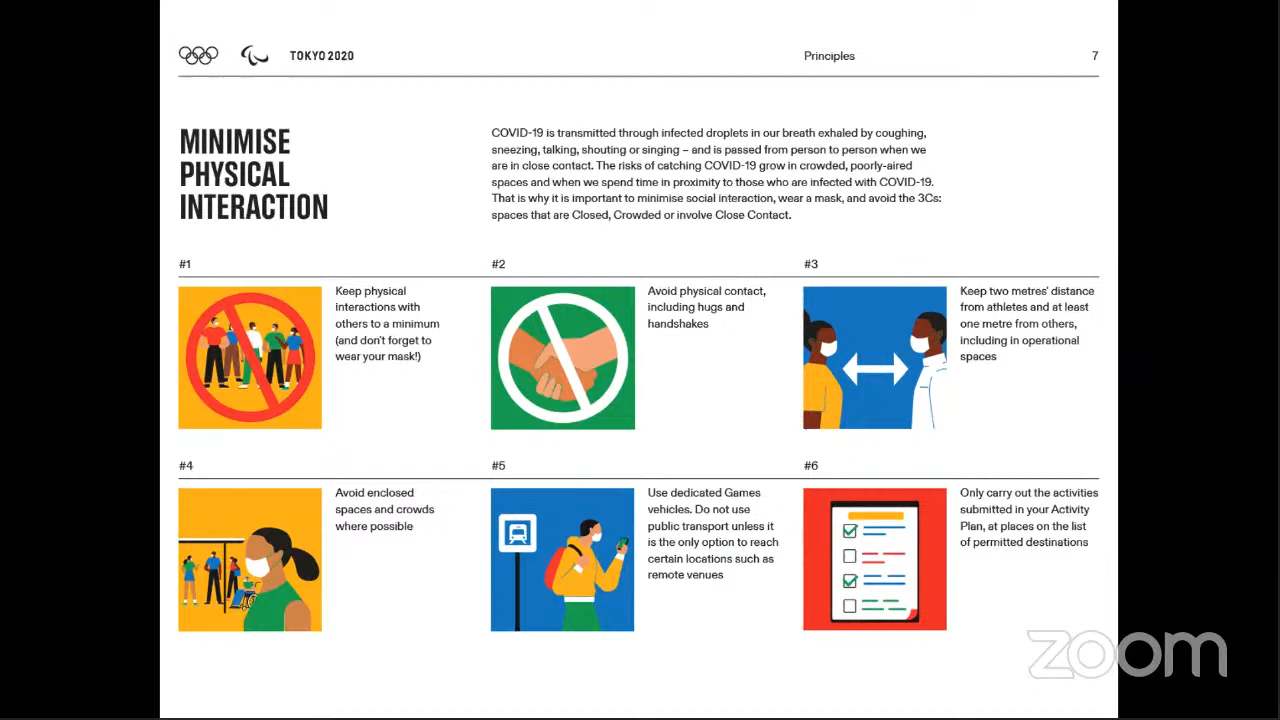 TOKYO 2020
Principles
7
MINIMISE
PHYSICAL
INTERACTION
COVID-19 is transmitted through infected droplets in our breath exhaled by coughing,
sneezing, talking, shouting or singing – and is passed from person to person when we
are in close contact. The risks of catching COVID-19 grow in crowded, poorly-aired
spaces and when we spend time in proximity to those who are infected with COVID-19.
That is why it is important to minimise social interaction, wear a mask, and avoid the 3Cs:
spaces that are Closed, Crowded or involve Close Contact.
#1
Keep physical
interactions with
others to a minimum
(and don't forget to
wear your mask!)
#2
Avoid physical contact,
including hugs and
handshakes
#3
Keep two metres' distance
from athletes and at least
one metre from others,
including in operational
spaces
#4
Avoid enclosed
spaces and crowds
where possible
#5
Use dedicated Games
vehicles. Do not use
public transport unless it
is the only option to reach
certain locations such as
remote venues
#6
Only carry out the activities
submitted in your Activity
Plan, at places on the list
of permitted destinations
zoom